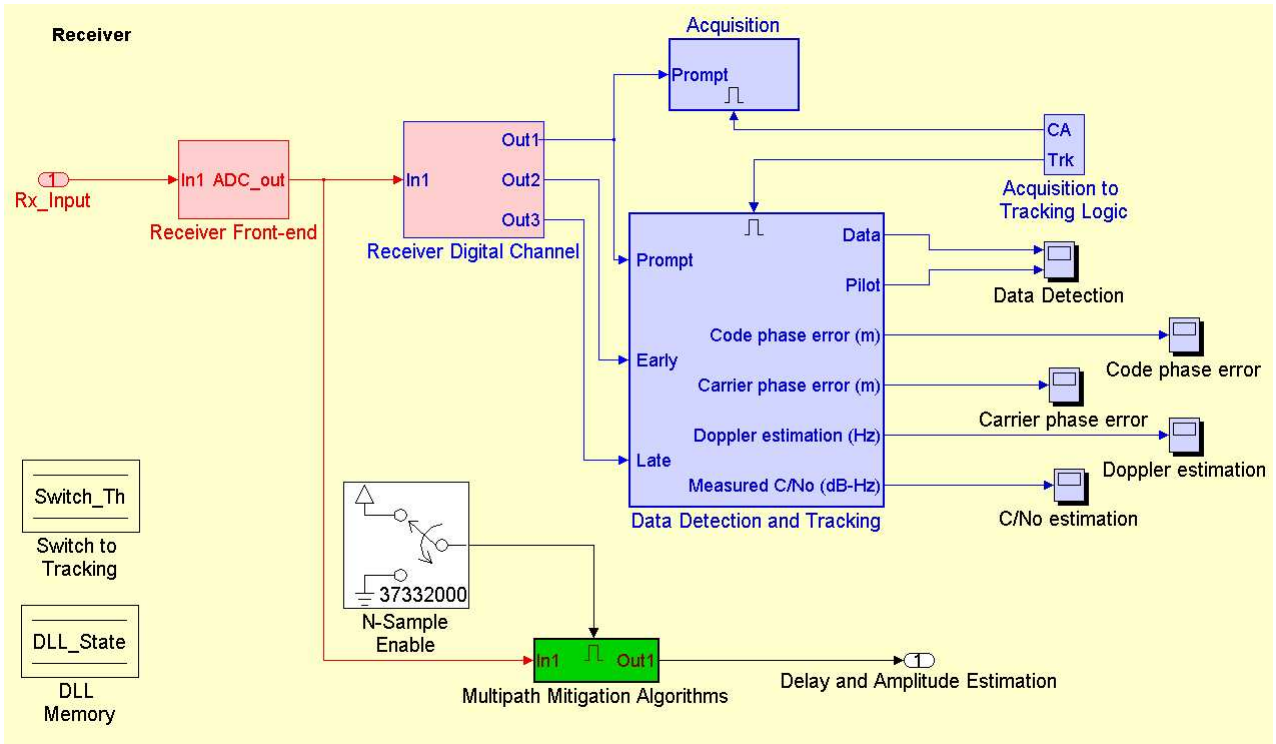 Receiver
Acquisition
Prompt
CA
Trk
Acquisition to
Tracking Logic
1
Rx_Input
In1 ADC_out
Receiver Front-end
In1
Out1
Out2
Out3
Receiver Digital Channel
Prompt
Early
Late
Data
Pilot
Code phase error (m)
Carrier phase error (m)
Doppler estimation (Hz)
Measured C/No (dB-Hz)
Data Detection and Tracking
Data Detection
Code phase error
Carrier phase error
Doppler estimation
C/No estimation
Switch_Th
Switch to
Tracking
37332000
N-Sample
Enable
DLL_State
DLL
Memory
In1
Out1
Multipath Mitigation Algorithms
1
Delay and Amplitude Estimation